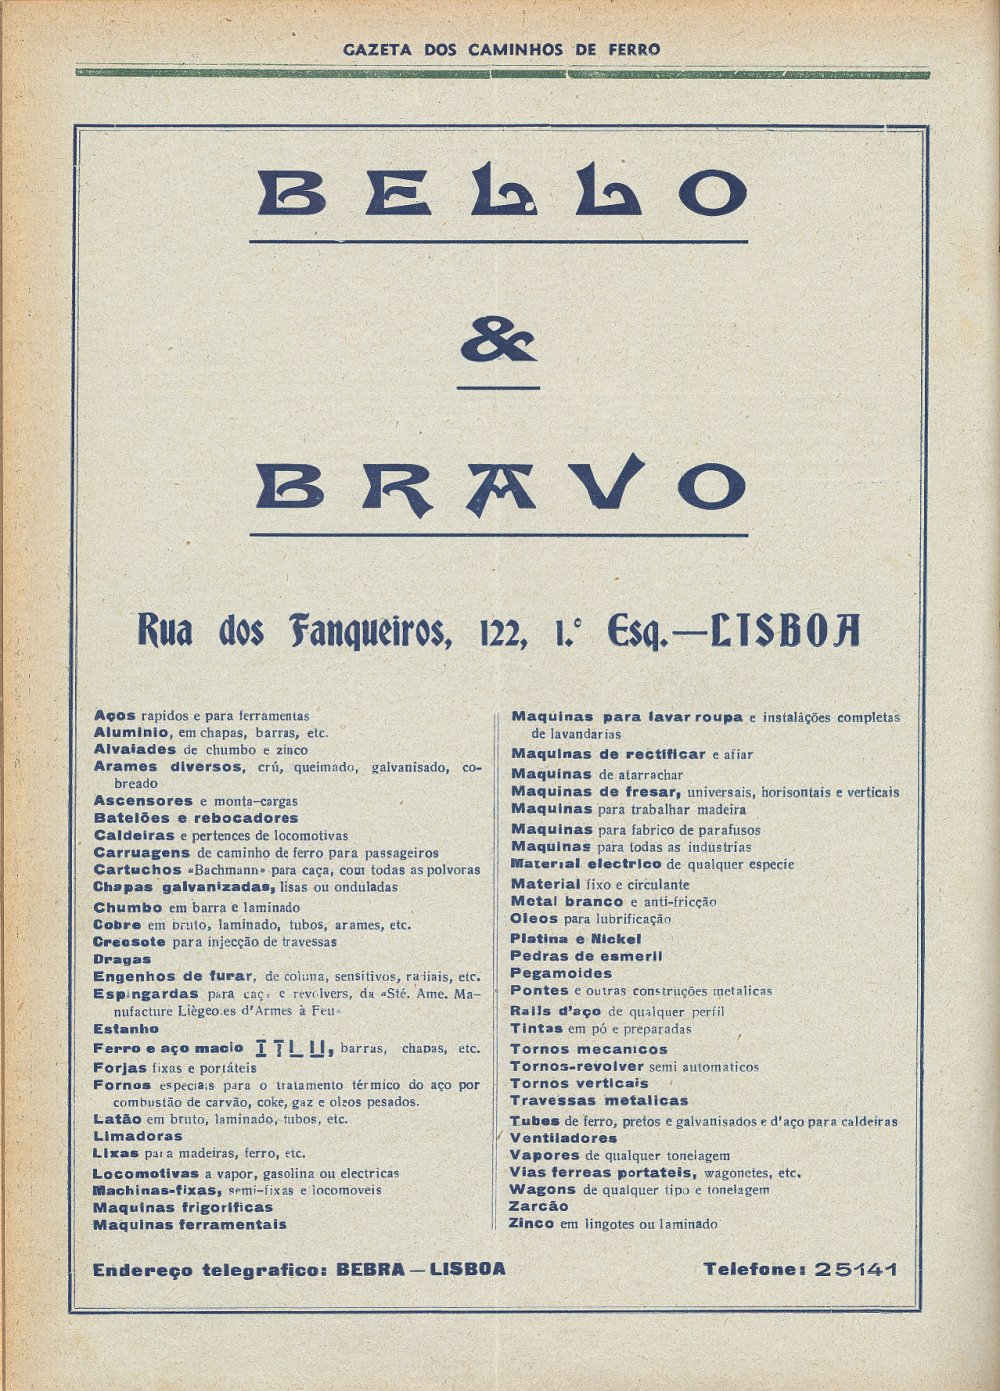 GAZETA DOS CAMINHOS DE FERRO
BELLO
&
BRAVO
Rua dos Fanqueiros, 122, 1.º Esq.—LISBOA
Aços rapidos e para ferramentas
Aluminio, em chapas, barras, etc.
Alvaiades de chumbo e zinco
Arames diversos, crú, queimado, galvanisado, co-
breado
Ascensores e monta-cargas
Batelões e rebocadores
Caldeiras e pertences de locomotivas
Carruagens de caminho de ferro para passageiros
Cartuchos «Bachmann» para caça, com todas as polvoras
Chapas galvanizadas, lisas ou onduladas
Chumbo em barra e laminado
Cobre em bruto, laminado, tubos, arames, etc.
Creosote para injecção de travessas
Dragas
Engenhos de furar, de coluna, sensitivos, radiais, etc.
Espingardas para caça e revolvers, da «Sté. Ame. Ma-
nufacture Liègeoies d'Armes à Feu»
Estanho
Ferro e aço macio I T L U, barras, chapas, etc.
Forjas fixas e portáteis
Fornos especiais para o tratamento térmico do aço por
combustão de carvão, coke, gaz e oleos pesados.
Latão em bruto, laminado, tubos, etc.
Limadoras
Lixas para madeiras, ferro, etc.
Locomotivas a vapor, gasolina ou electricas
Machinas-fixas, semi-fixas e locomoveis
Maquinas frigorificas
Maquinas ferramentais
Maquinas para lavar roupa e instalãções completas
de lavandarias
Maquinas de rectificar e afiar
Maquinas de atarrachar
Maquinas de fresar, universais, horisontais e verticais
Maquinas para trabalhar madeira
Maquinas para fabrico de parafusos
Maquinas para todas as industrias
Material electrico de qualquer especie
Material fixo e circulante
Metal branco e anti-fricção
Oleos para lubrificação
Platina e Nickel
Pedras de esmeril
Pegamoides
Pontes e outras construções metalicas
Rails d'aço de qualquer perfil
Tintas em pó e preparadas
Tornos mecanicos
Tornos-revolver semi automaticos
Tornos verticais
Travessas metalicas
Tubos de ferro, pretos e galvanisados e d'aço para caldeiras
Ventiladores
Vapores de qualquer tonelagem
Vias ferreas portateis, wagonetes, etc.
Wagons de qualquer tipo e tonelagem
Zarcão
Zinco em lingotes ou laminado
Endereço telegrafico: BEBRA—LISBOA
Telefone: 25141